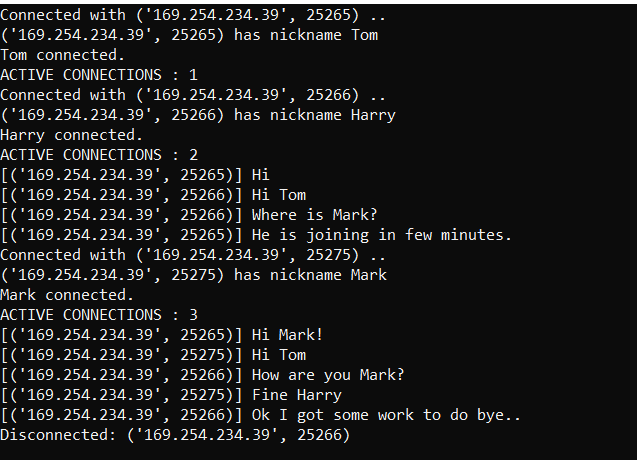 Connected with ('169.254.234.39', 25265) ..
('169.254.234.39', 25265) has nickname Tom
Tom connected.
ACTIVE CONNECTIONS : 1
Connected with ('169.254.234.39', 25266) ..
('169.254.234.39', 25266) has nickname Harry
Harry connected.
ACTIVE CONNECTIONS : 2
[('169.254.234.39', 25265)] Hi
[('169.254.234.39', 25266)] Hi Tom
[('169.254.234.39', 25266)] Where is Mark?
[('169.254.234.39', 25265)] He is joining in few minutes.
Connected with ('169.254.234.39', 25275) ..
('169.254.234.39', 25275) has nickname Mark
Mark connected.
ACTIVE CONNECTIONS : 3
[('169.254.234.39', 25265)] Hi Mark!
[('169.254.234.39', 25275)] Hi Tom
[('169.254.234.39', 25266)] How are you Mark?
[('169.254.234.39', 25275)] Fine Harry
[('169.254.234.39', 25266)] Ok I got some work to do bye..
Disconnected: ('169.254.234.39', 25266)